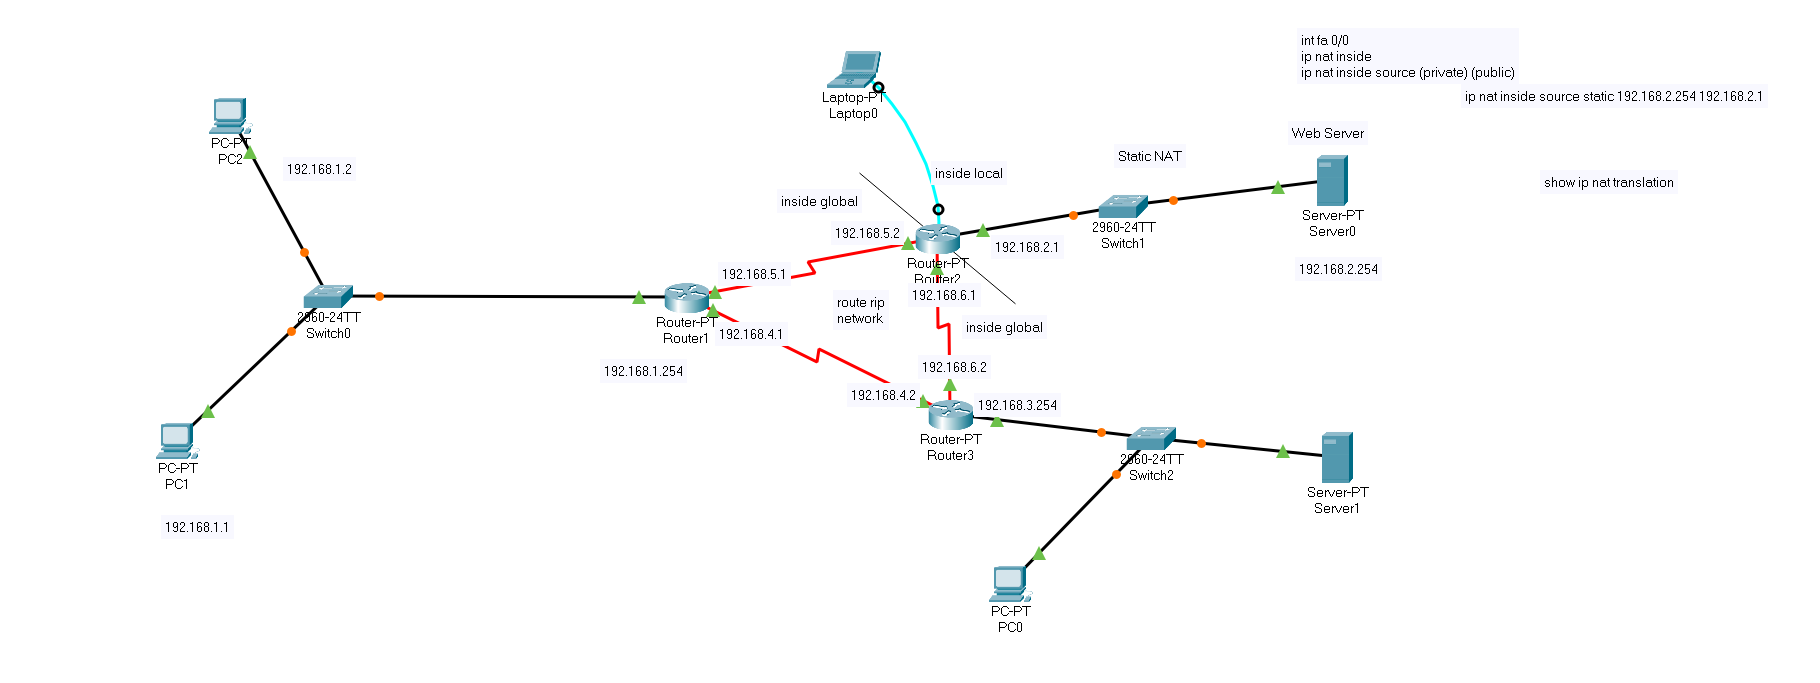 int fa 0/0
ip nat inside
ip nat inside source (private) (public)
ip nat inside source static 192.168.2.254 192.168.2.1
Laptop-PT
Laptop0
Web Server
PC-PT
PC2
192.168.1.2
Static NAT
inside local
show ip nat translation
inside global
Server-PT
Server0
2960-24TT
Switch1
192.168.5.2
192.168.2.1
Router-PT
Router2
192.168.2.254
192.168.5.1
192.168.6.1
route rip
network
2960-24TT
Switch0
Router-PT
Router1
192.168.4.1
inside global
192.168.1.254
192.168.6.2
192.168.4.2
192.168.3.254
Router-PT
Router3
2960-24TT
Switch2
PC-PT
PC1
Server-PT
Server1
192.168.1.1
PC-PT
PC0